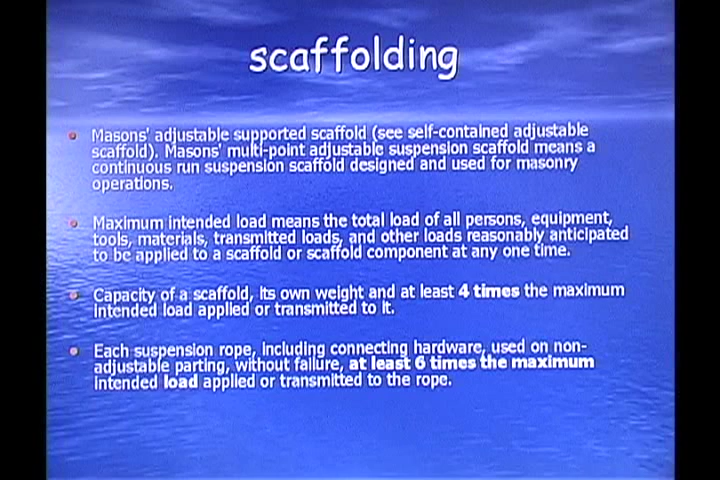 scaffolding
Masons' adjustable supported scaffold (see self-contained adjustable
scaffold). Masons' multi-point adjustable suspension scaffold means a
continuous run suspension scaffold designed and used for masonry
operations.
Maximum intended load means the total load of all persons, equipment,
tools, materials, transmitted loads, and other loads reasonably anticipated
to be applied to a scaffold or scaffold component at any one time.
Capacity of a scaffold, its own weight and at least 4 times the maximum
intended load applied or transmitted to it.
Each suspension rope, including connecting hardware, used on non-
adjustable parting, without failure, at least 6 times the maximum
intended load applied or transmitted to the rope.